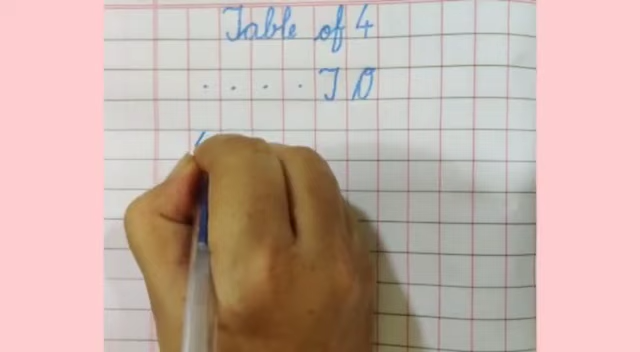 Table of 4
. . . . T O